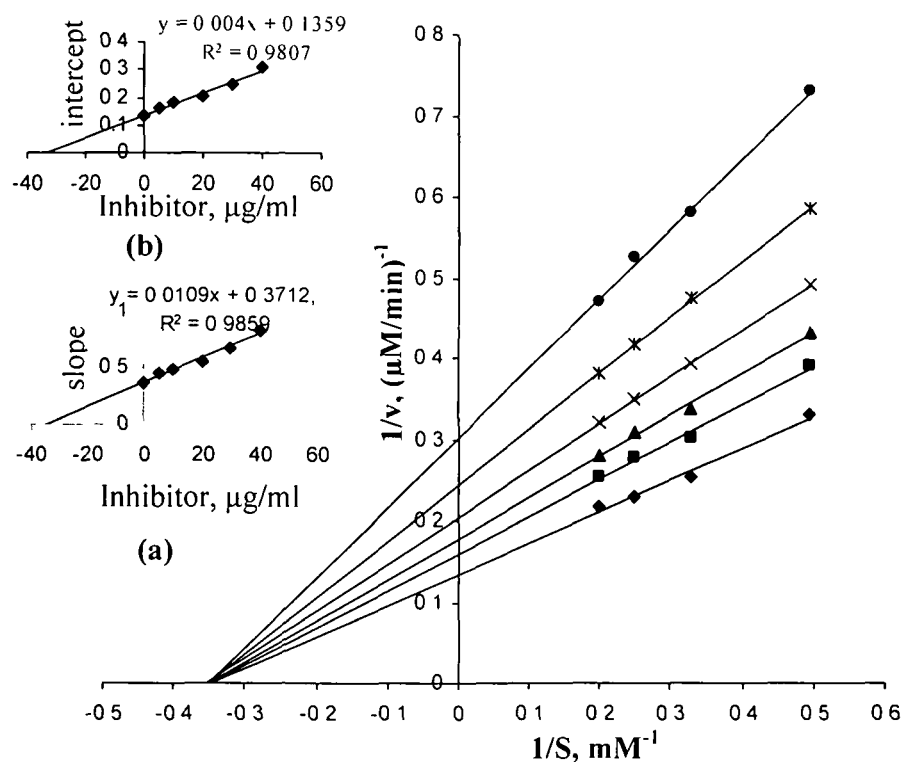 y = 0 004x + 0 1359
R² = 0 9807
0 4
0 3
0 2
0 1
0
intercept
-40 -20 0 20 40 60
Inhibitor, µg/ml
(b)
y1 = 0 0109x + 0 3712,
R² = 0 9859
0 5
0
slope
-40 -20 0 20 40 60
Inhibitor, µg/ml
(a)
0 8
0 7
0 6
0 5
0 4
0 3
0 2
0 1
0
1/v, (µM/min)⁻¹
-0 5 -0 4 -0 3 -0 2 -0 1 0 0 1 0 2 0 3 0 4 0 5 0 6
1/S, mM⁻¹